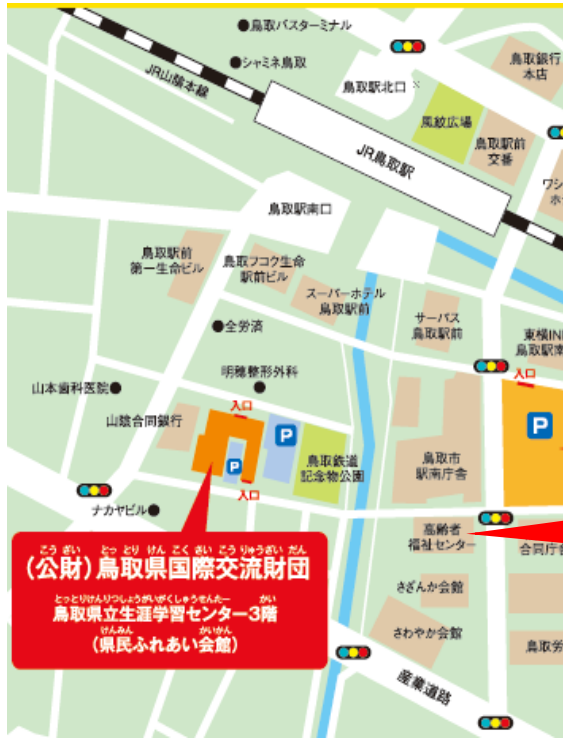 鳥取バスターミナル
シャミネ鳥取
鳥取銀行
本店
JR山陰本線
鳥取駅北口
風紋広場
鳥取駅前
交番
JR鳥取駅
ワシ
ホ
鳥取駅南口
鳥取駅前
第一生命ビル
鳥取フコク生命
駅前ビル
スーパーホテル
鳥取駅前
サーパス
鳥取駅前
全労済
東横IN
鳥取駅南
明穂整形外科
山本歯科医院
入口
入口
山陰合同銀行
P
P
P
鳥取鉄道
記念物公園
鳥取市
駅南庁舎
入口
ナカヤビル
高齢者
福祉センター
合同庁舎
こう ざい とっ とり けん こく さい こう りゅうざい だん
(公財)鳥取県国際交流財団
とっとりけんりつしょうがいがくしゅうせんたー かい
鳥取県立生涯学習センター3階
けんみん かいかん
(県民ふれあい会館)
さざんか会館
さわやか会館
鳥取労
産業道路